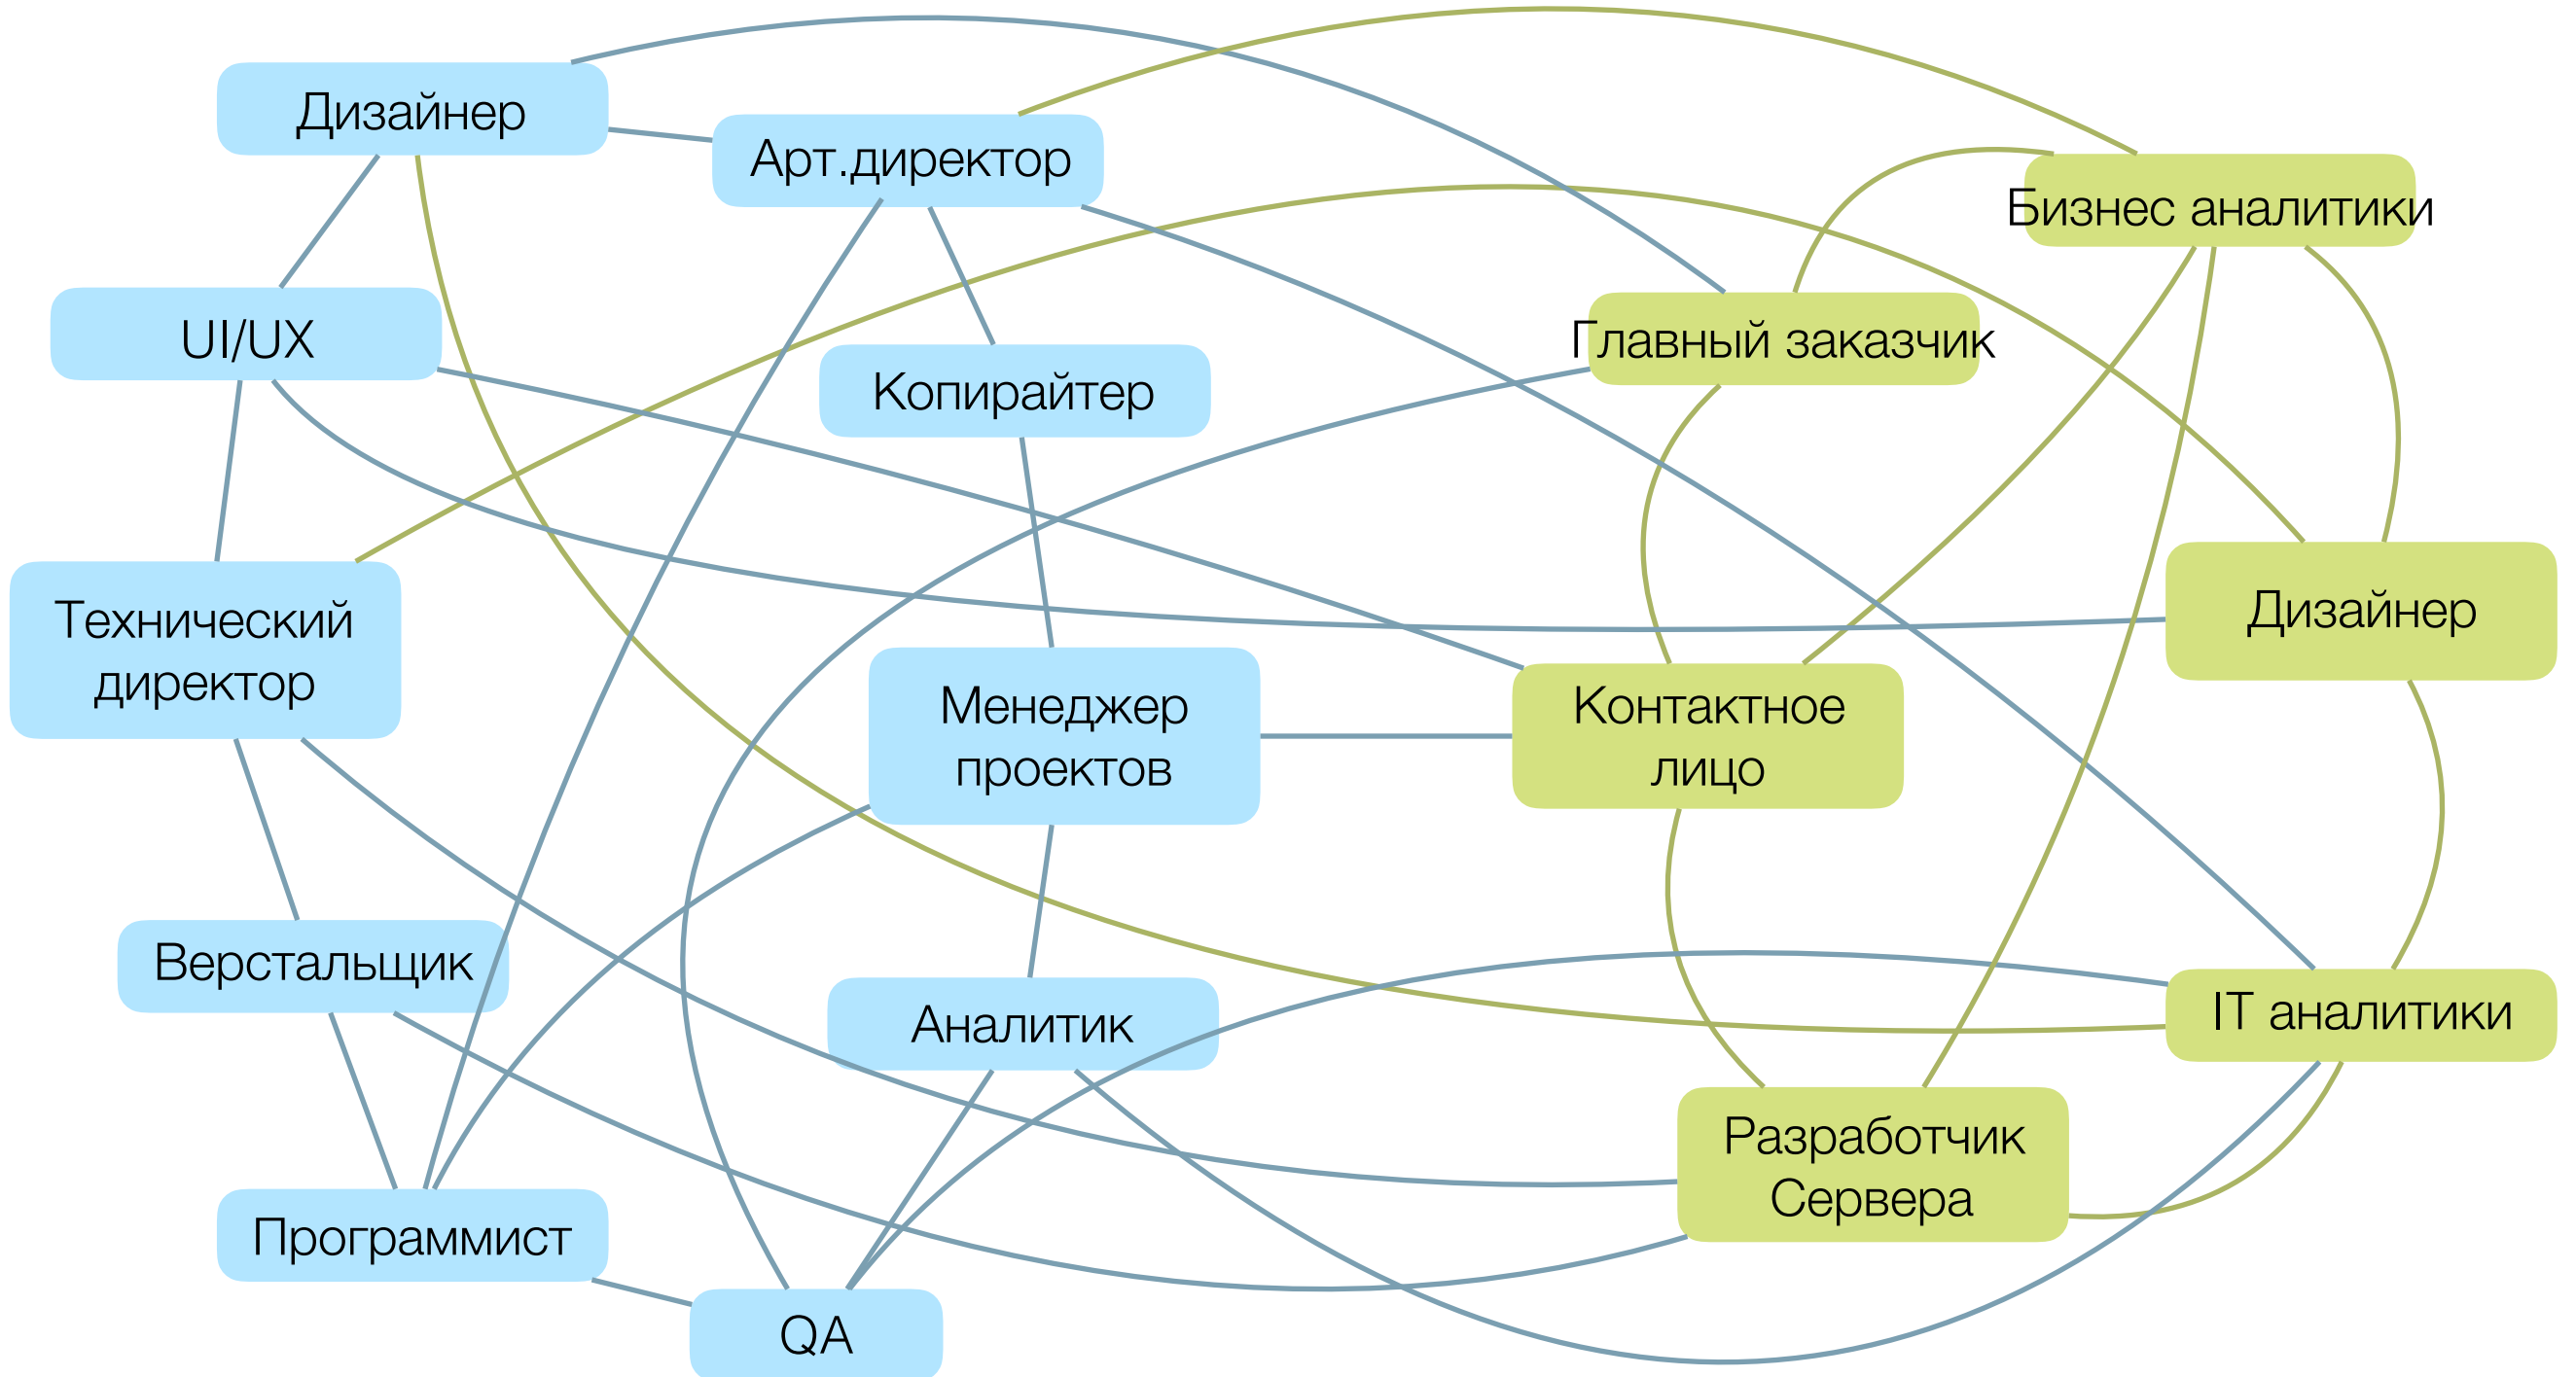 Дизайнер
Арт.директор
Бизнес аналитики
UI/UX
Главный заказчик
Копирайтер
Технический
директор
Дизайнер
Менеджер
проектов
Контактное
лицо
Верстальщик
Аналитик
IT аналитики
Разработчик
Сервера
Программист
QA